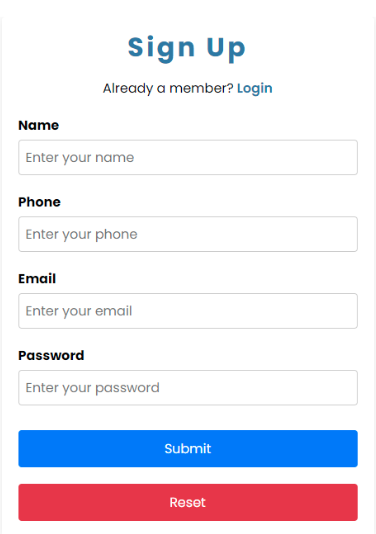 Sign Up
Already a member? Login
Name
Enter your name
Phone
Enter your phone
Email
Enter your email
Password
Enter your password
Submit
Reset